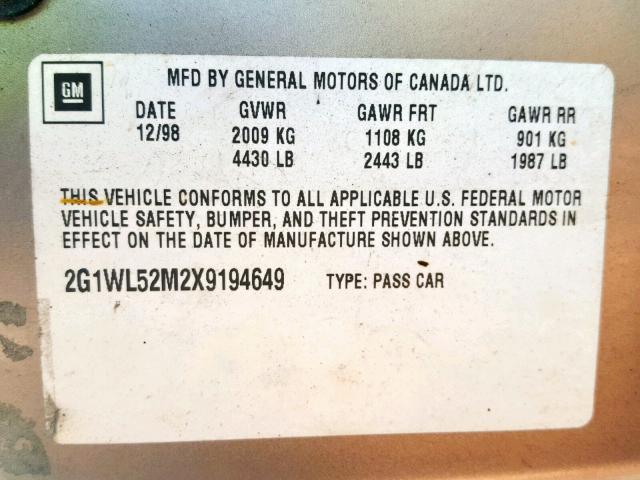 GM
MFD BY GENERAL MOTORS OF CANADA LTD.
DATE GVWR GAWR FRT GAWR RR
12/98 2009 KG 1108 KG 901 KG
4430 LB 2443 LB 1987 LB
THIS VEHICLE CONFORMS TO ALL APPLICABLE U.S. FEDERAL MOTOR
VEHICLE SAFETY, BUMPER, AND THEFT PREVENTION STANDARDS IN
EFFECT ON THE DATE OF MANUFACTURE SHOWN ABOVE.
2G1WL52M2X9194649 TYPE: PASS CAR